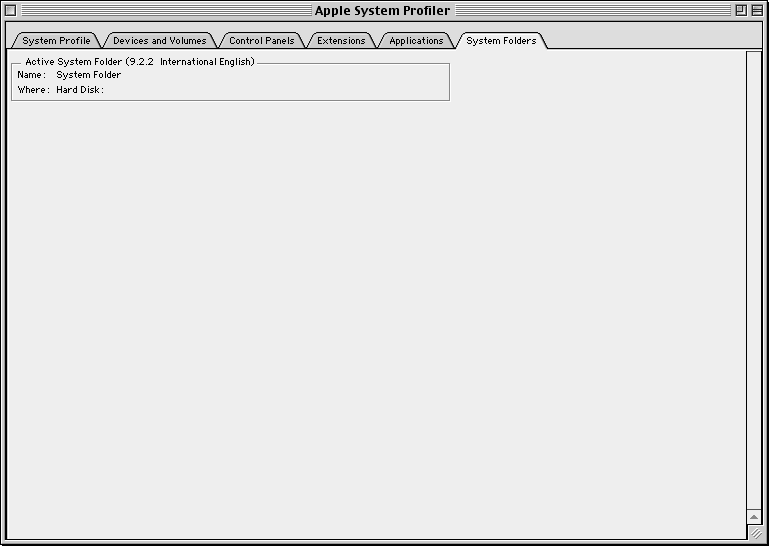 Apple System Profiler
System Profile
Devices and Volumes
Control Panels
Extensions
Applications
System Folders
Active System Folder (9.2.2  International English)
Name: System Folder
Where: Hard Disk: